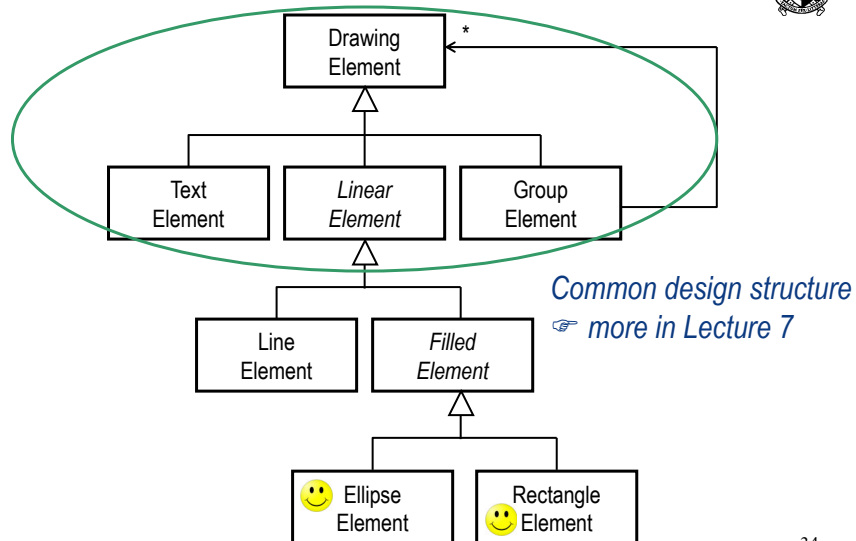 Drawing
Element
*
Text
Element
Linear
Element
Group
Element
Common design structure
☞ more in Lecture 7
Line
Element
Filled
Element
Ellipse
Element
Rectangle
Element